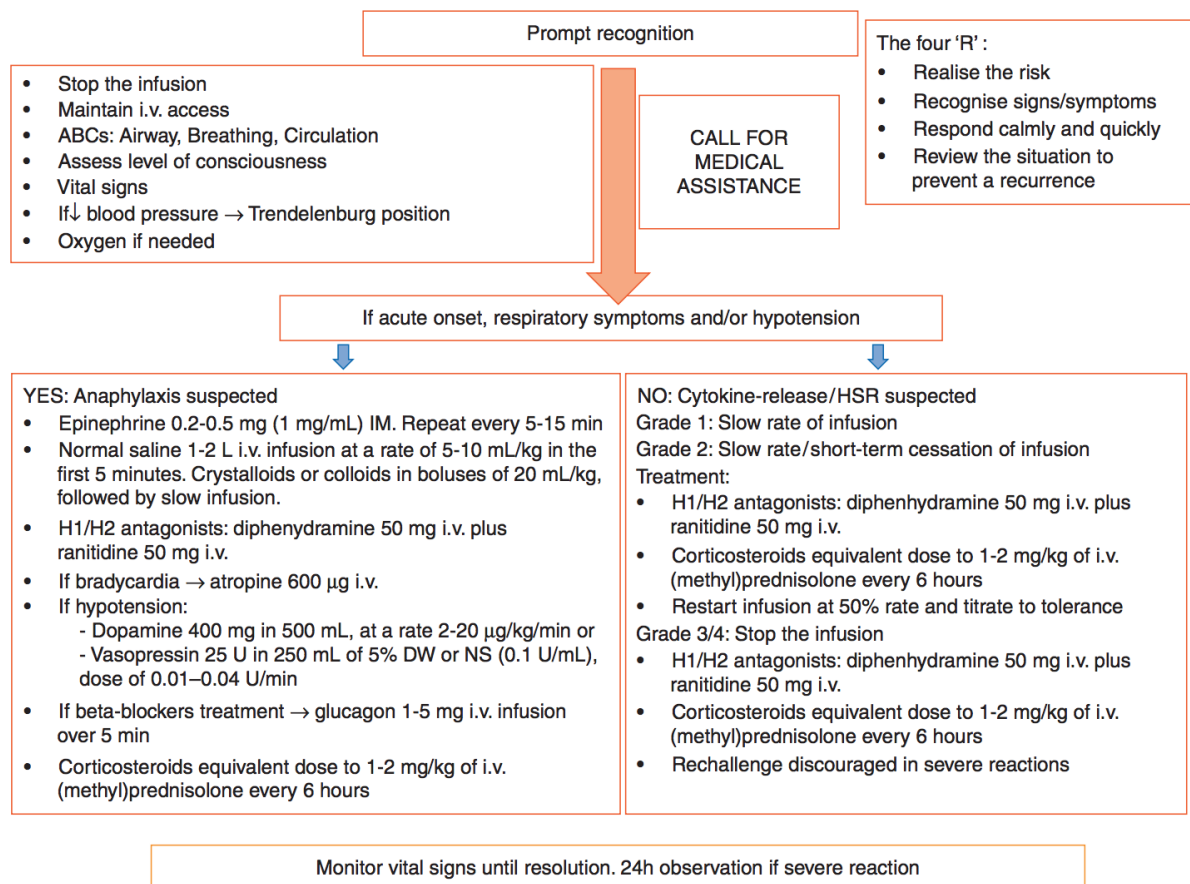 Prompt recognition
• Stop the infusion
• Maintain i.v. access
• ABCs: Airway, Breathing, Circulation
• Assess level of consciousness
• Vital signs
• If↓ blood pressure → Trendelenburg position
• Oxygen if needed
CALL FOR
MEDICAL
ASSISTANCE
The four ‘R’ :
• Realise the risk
• Recognise signs/symptoms
• Respond calmly and quickly
• Review the situation to
prevent a recurrence
If acute onset, respiratory symptoms and/or hypotension
YES: Anaphylaxis suspected
• Epinephrine 0.2-0.5 mg (1 mg/mL) IM. Repeat every 5-15 min
• Normal saline 1-2 L i.v. infusion at a rate of 5-10 mL/kg in the
first 5 minutes. Crystalloids or colloids in boluses of 20 mL/kg,
followed by slow infusion.
• H1/H2 antagonists: diphenydramine 50 mg i.v. plus
ranitidine 50 mg i.v.
• If bradycardia → atropine 600 μg i.v.
• If hypotension:
- Dopamine 400 mg in 500 mL, at a rate 2-20 μg/kg/min or
- Vasopressin 25 U in 250 mL of 5% DW or NS (0.1 U/mL),
dose of 0.01–0.04 U/min
• If beta-blockers treatment → glucagon 1-5 mg i.v. infusion
over 5 min
• Corticosteroids equivalent dose to 1-2 mg/kg of i.v.
(methyl)prednisolone every 6 hours
NO: Cytokine-release/HSR suspected
Grade 1: Slow rate of infusion
Grade 2: Slow rate/short-term cessation of infusion
Treatment:
• H1/H2 antagonists: diphenhydramine 50 mg i.v. plus
ranitidine 50 mg i.v.
• Corticosteroids equivalent dose to 1-2 mg/kg of i.v.
(methyl)prednisolone every 6 hours
• Restart infusion at 50% rate and titrate to tolerance
Grade 3/4: Stop the infusion
• H1/H2 antagonists: diphenhydramine 50 mg i.v. plus
ranitidine 50 mg i.v.
• Corticosteroids equivalent dose to 1-2 mg/kg of i.v.
(methyl)prednisolone every 6 hours
• Rechallenge discouraged in severe reactions
Monitor vital signs until resolution. 24h observation if severe reaction